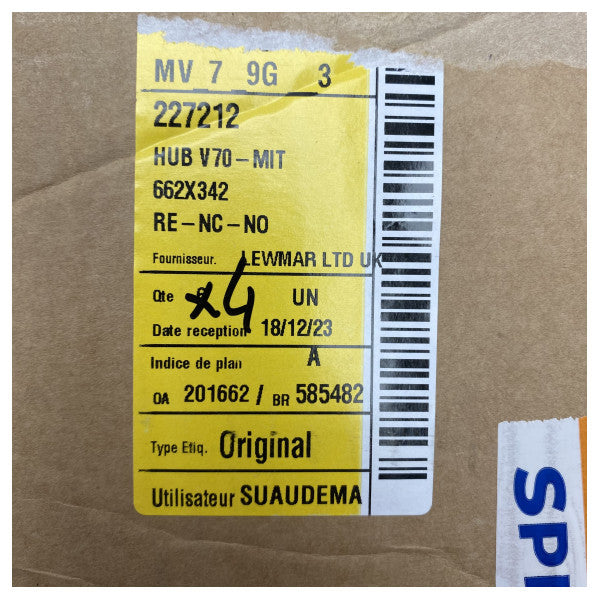 MV 7 9G 3
227212
HUB V70-MIT
662X342
RE-NC-NO
Fournisseur. LEWMAR LTD UK
Qte x4 UN
Date reception 18/12/23
Indice de plan A
OA 201662 / BR 585482
Type Etiq. Original
Utilisateur SUAUDEMA
SPI